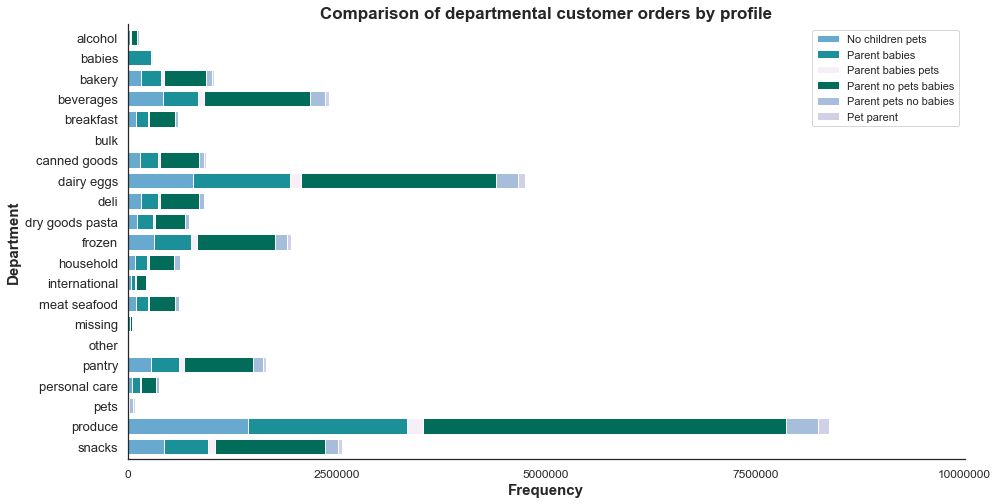 Comparison of departmental customer orders by profile
No children pets
Parent babies
Parent babies pets
Parent no pets babies
Parent pets no babies
Pet parent
Department
alcohol
babies
bakery
beverages
breakfast
bulk
canned goods
dairy eggs
deli
dry goods pasta
frozen
household
international
meat seafood
missing
other
pantry
personal care
pets
produce
snacks
0 2500000 5000000 7500000 10000000
Frequency